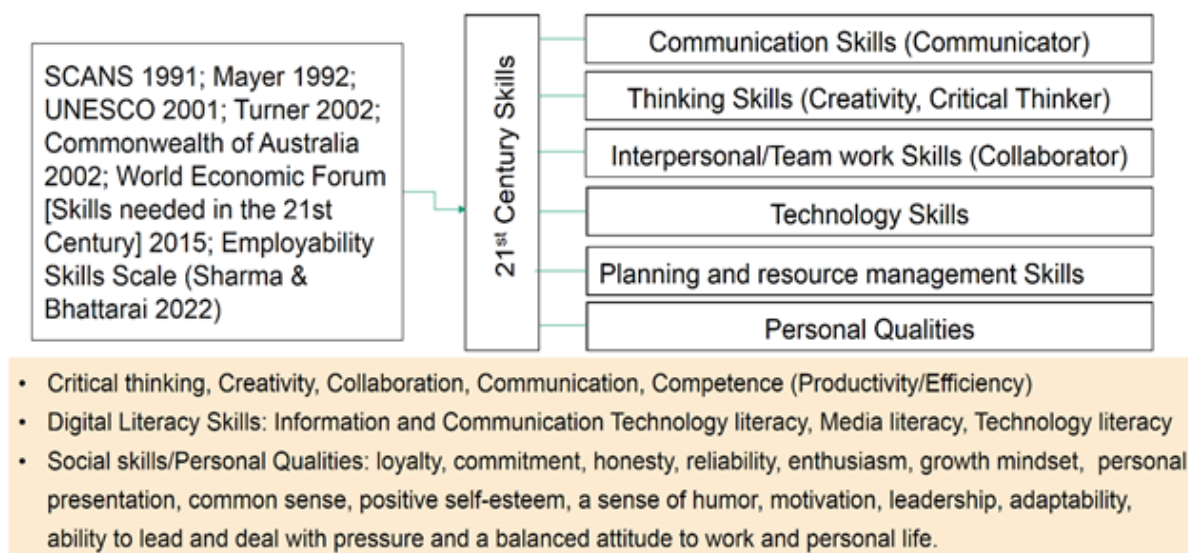 SCANS 1991; Mayer 1992;
UNESCO 2001; Turner 2002;
Commonwealth of Australia
2002; World Economic Forum
[Skills needed in the 21st
Century] 2015; Employability
Skills Scale (Sharma &
Bhattarai 2022)
21st Century Skills
Communication Skills (Communicator)
Thinking Skills (Creativity, Critical Thinker)
Interpersonal/Team work Skills (Collaborator)
Technology Skills
Planning and resource management Skills
Personal Qualities
• Critical thinking, Creativity, Collaboration, Communication, Competence (Productivity/Efficiency)
• Digital Literacy Skills: Information and Communication Technology literacy, Media literacy, Technology literacy
• Social skills/Personal Qualities: loyalty, commitment, honesty, reliability, enthusiasm, growth mindset, personal
presentation, common sense, positive self-esteem, a sense of humor, motivation, leadership, adaptability,
ability to lead and deal with pressure and a balanced attitude to work and personal life.